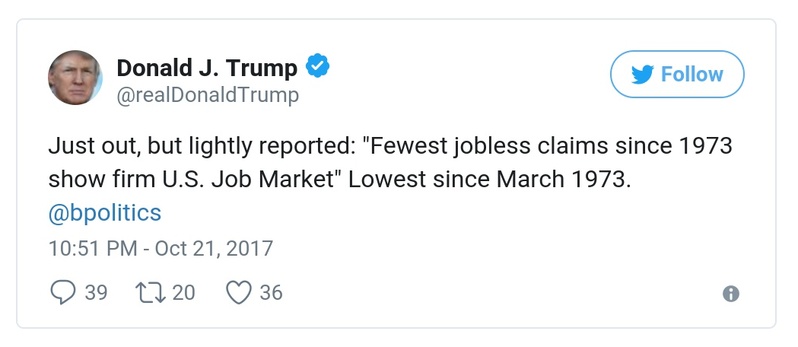 Donald J. Trump
@realDonaldTrump
Follow
Just out, but lightly reported: "Fewest jobless claims since 1973
show firm U.S. Job Market" Lowest since March 1973.
@bpolitics
10:51 PM - Oct 21, 2017
39 20 36